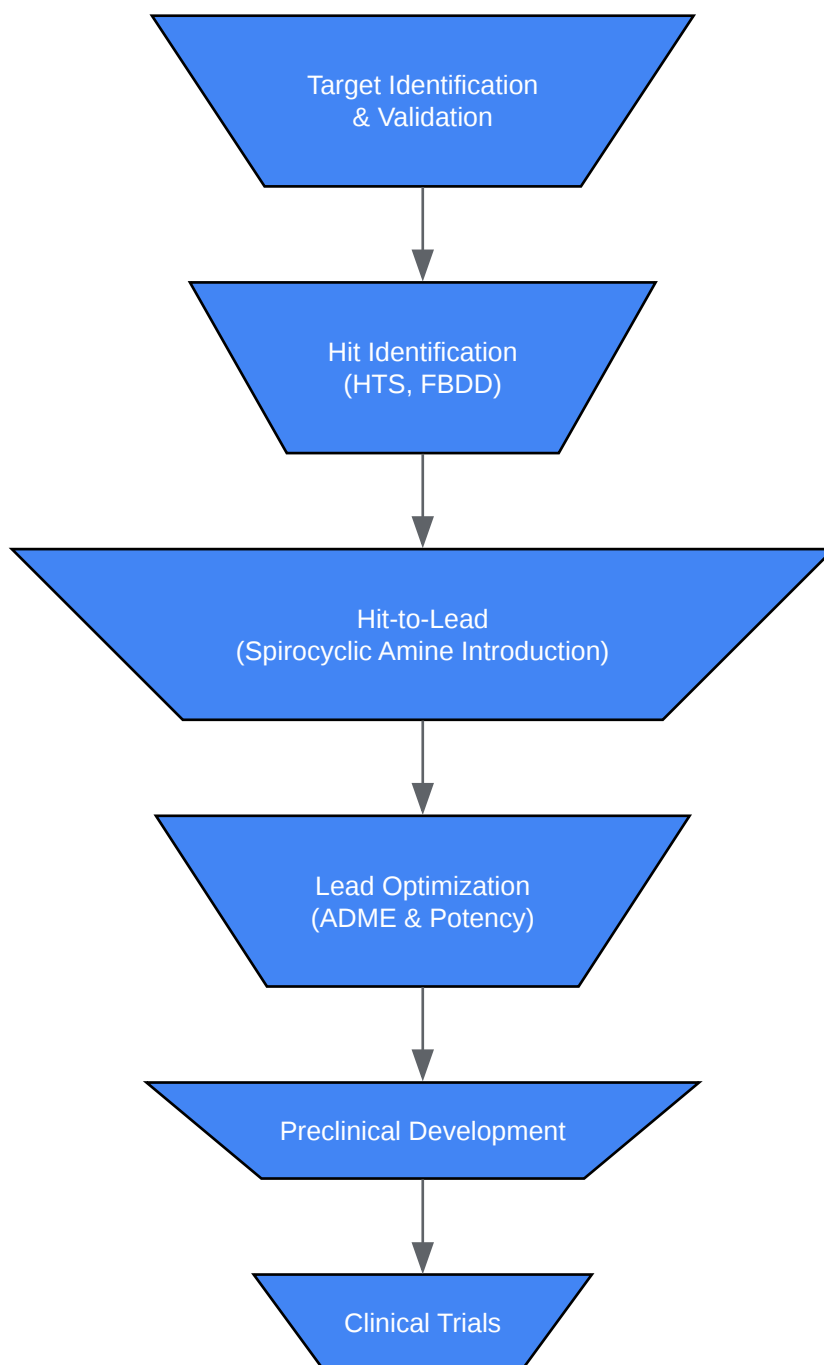 Target Identification
& Validation
Hit Identification
(HTS, FBDD)
Hit-to-Lead
(Spirocyclic Amine Introduction)
Lead Optimization
(ADME & Potency)
Preclinical Development
Clinical Trials